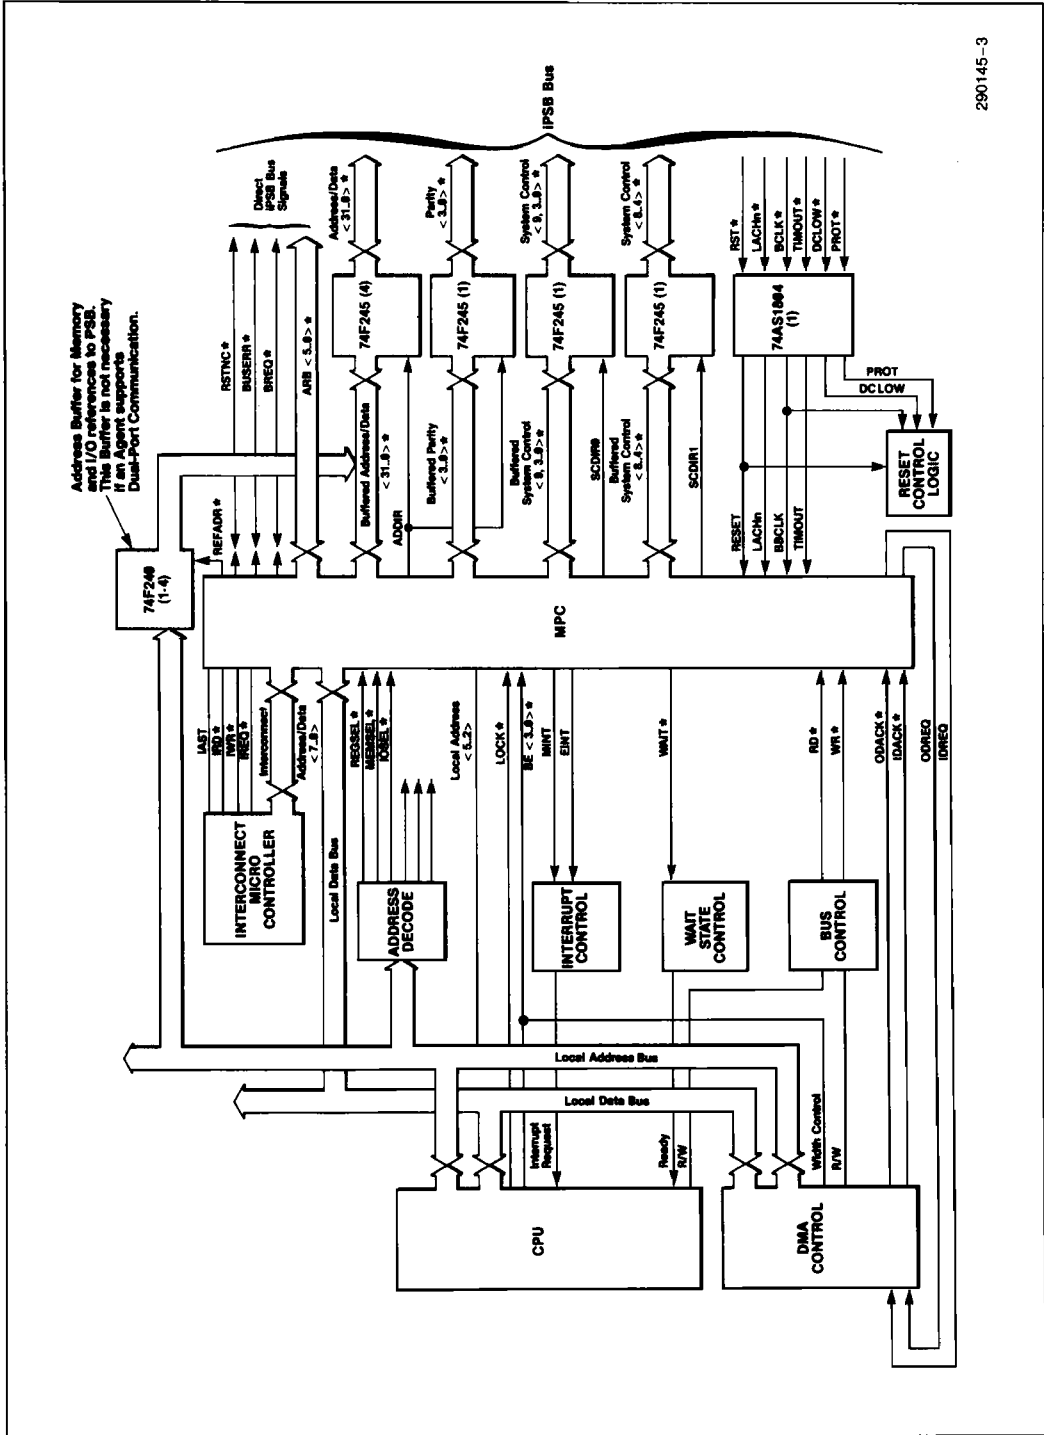 290145-3
Address Buffer for Memory
and I/O references to PSB.
This Buffer is not necessary
if an Agent supports
Dual-Port Communication.
iPSB Bus
Direct
iPSB Bus
Signals
RSTNC*
BUSERR*
BREQ*
ARB <5..0>*
Address/Data
<31..0>*
Parity
<3..0>*
System Control
<9, 3..0>*
System Control
<8..4>*
RST*
LACHn
BCLK*
TIMOUT*
DCLOW*
PROT*
74F245 (4)
74F245 (1)
74F245 (1)
74F245 (1)
74AS1804
(1)
REFADR*
Buffered Address/Data
<31..0>*
ADDIR
Buffered Parity
<3..0>*
Buffered
System Control
<9, 3..0>*
SCDIR0
Buffered
System Control
<8..4>*
SCDIR1
RESET
LACHn
BBCLK
TIMOUT
PROT
DCLOW
RESET
CONTROL
LOGIC
74F240
(1-4)
MPC
IAST
IRD*
IWR*
IREQ*
Interconnect
Address/Data
<7..0>
Local Data Bus
REGSEL*
MEMSEL*
IOSEL*
Local Address
<5..2>
LOCK*
BE <3..0>*
MINT
EINT
WAIT*
RD*
WR*
ODACK*
IDACK*
ODREQ
IDREQ
INTERCONNECT
MICRO
CONTROLLER
ADDRESS
DECODE
INTERRUPT
CONTROL
WAIT
STATE
CONTROL
BUS
CONTROL
Local Address Bus
Local Data Bus
Interrupt
Request
Ready
R/W
Width Control
R/W
CPU
DMA
CONTROL